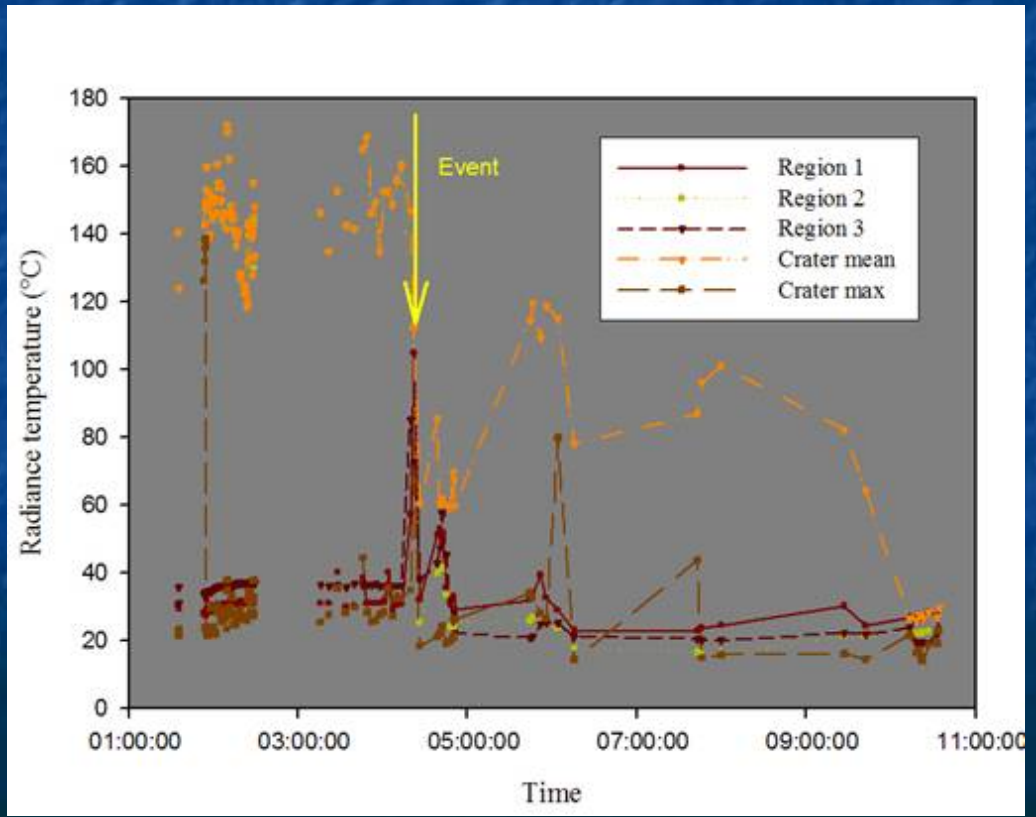 180
160
140
120
100
80
60
40
20
0
Radiance temperature (°C)
Event
Region 1
Region 2
Region 3
Crater mean
Crater max
01:00:00 03:00:00 05:00:00 07:00:00 09:00:00 11:00:00
Time